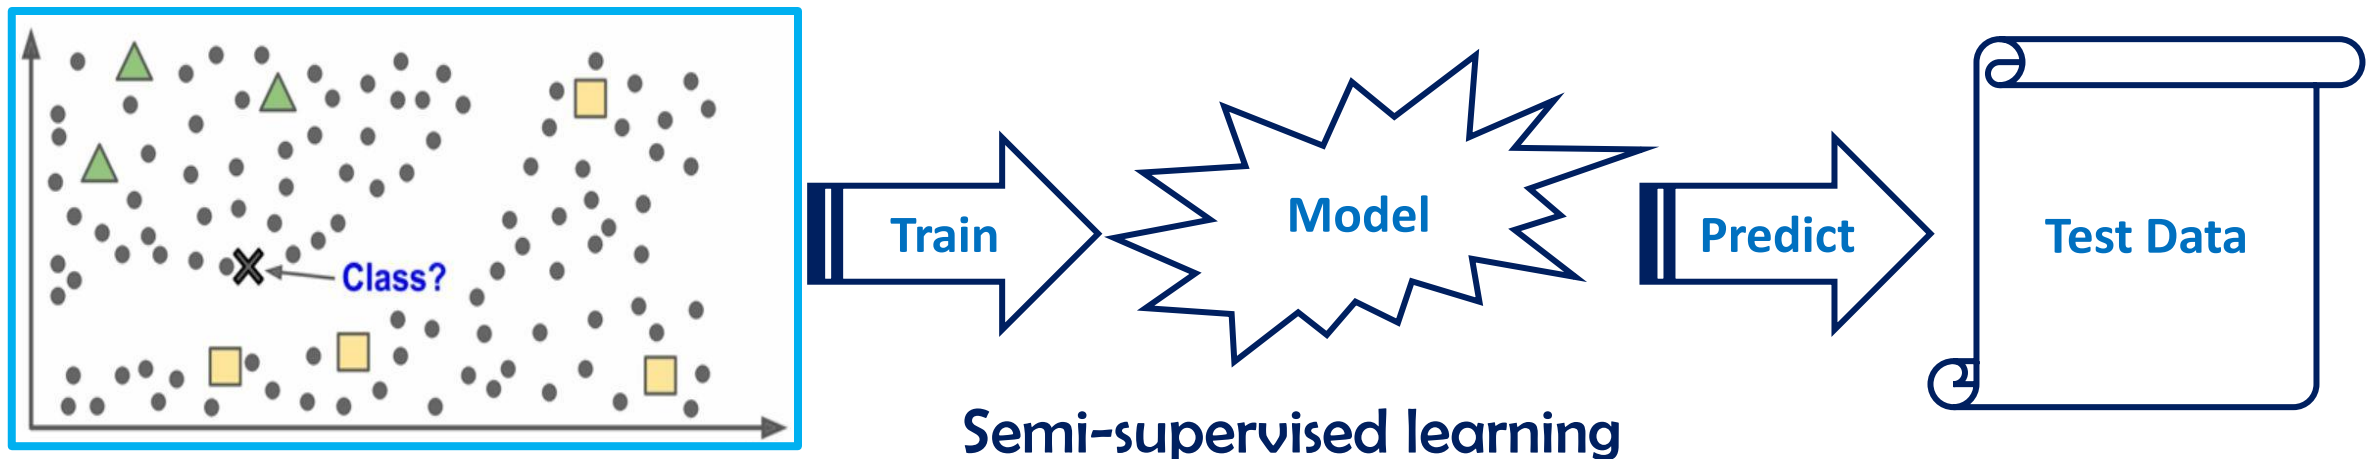 Class?
Train
Model
Predict
Test Data
Semi-supervised learning